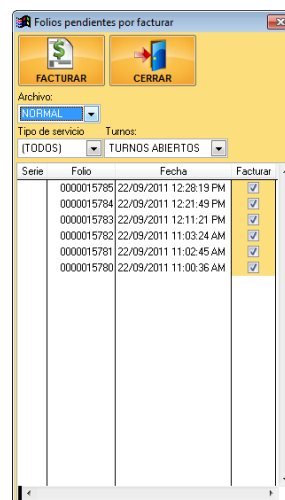 Folios pendientes por facturar
FACTURAR CERRAR
Archivo:
NORMAL
Tipo de servicio Turnos:
(TODOS) TURNOS ABIERTOS
Serie Folio Fecha Facturar
0000015785 22/09/2011 12:28:19 PM
0000015784 22/09/2011 12:21:49 PM
0000015783 22/09/2011 12:11:21 PM
0000015782 22/09/2011 11:03:24 AM
0000015781 22/09/2011 11:02:45 AM
0000015780 22/09/2011 11:00:36 AM